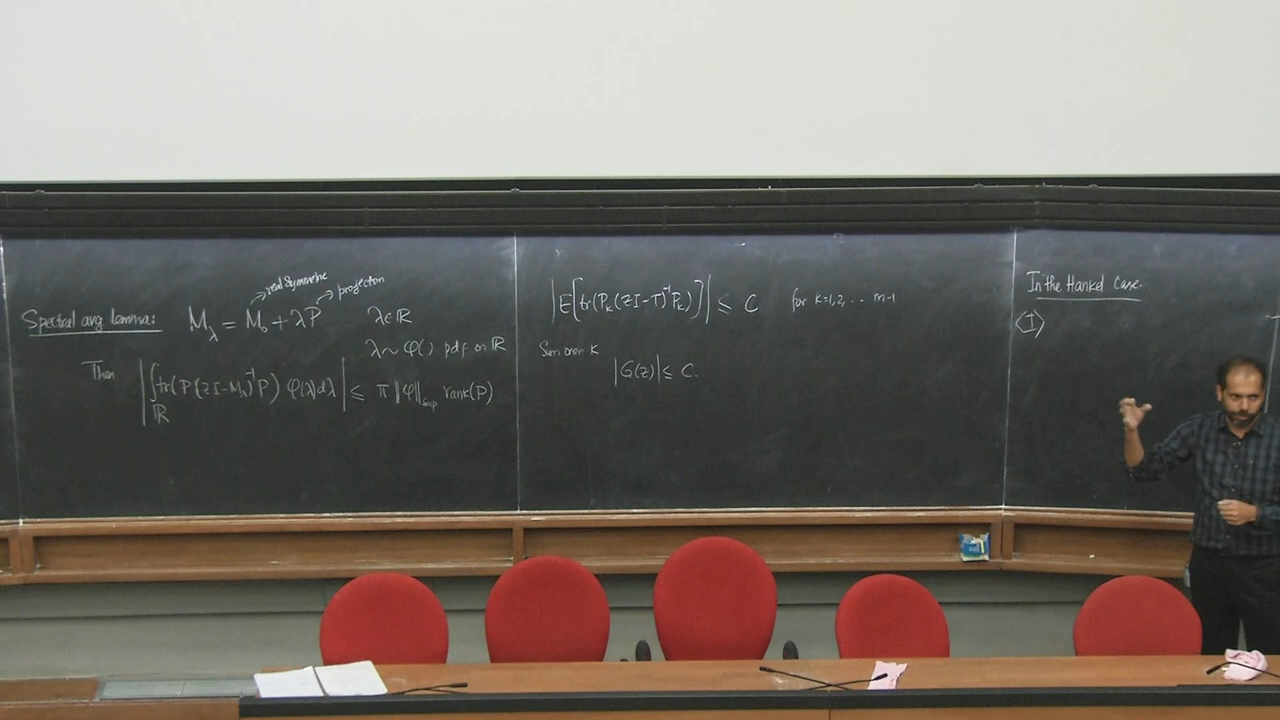 real symmetric
projection
Spectral avg lemma: M_λ = M_0 + λP λ∈ℝ
λ ~ φ( ) pdf on ℝ
Then |∫_ℝ tr(P(zI-M_λ)^{-1}P) φ(λ)dλ| ≤ π ||φ||_sup rank(P)
|E[tr(P_k(zI-T)^{-1}P_k)]| ≤ C for k=1,2,... m-1
Sum over k
|G(z)| ≤ C.
In the Hankel case.
⟨I⟩